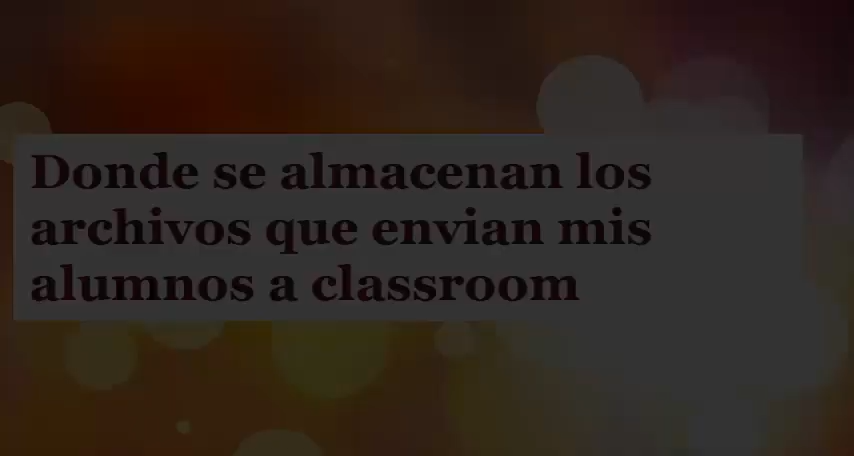 Donde se almacenan los
archivos que envian mis
alumnos a classroom